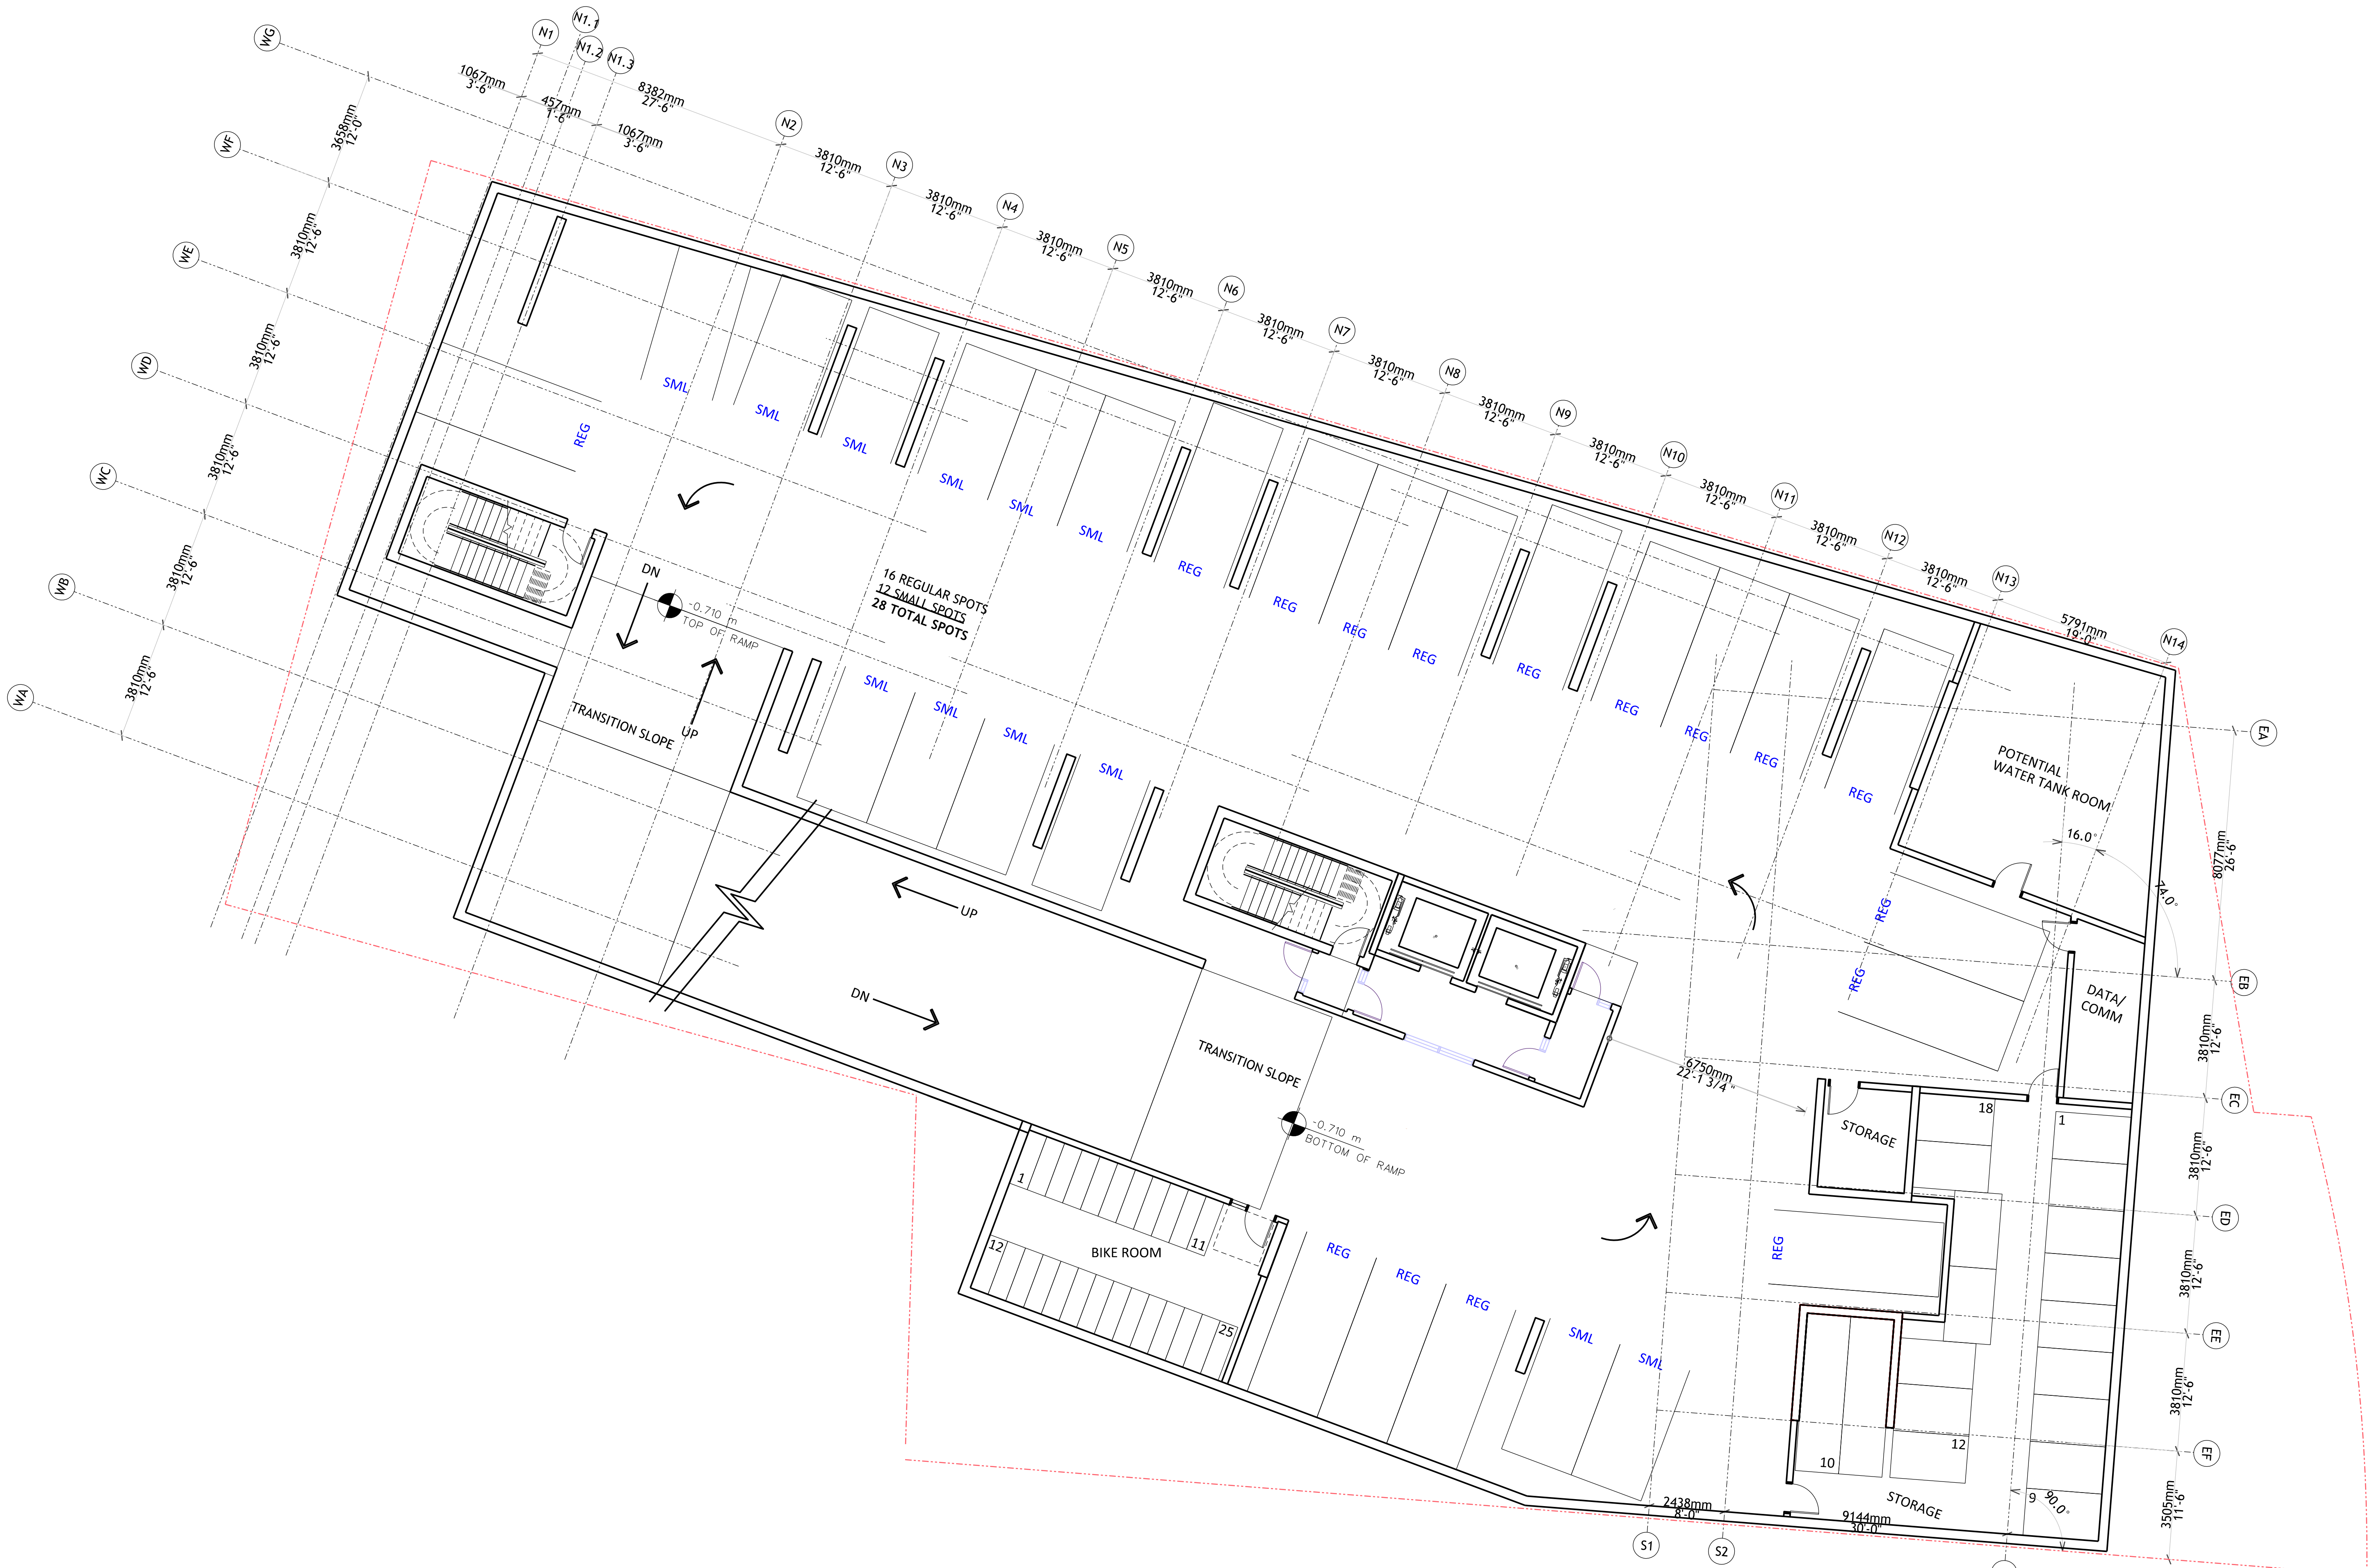 WG
N1
N1.1
N1.2
N1.3
1067mm
3'-6"
457mm
1'-6"
1067mm
3'-6"
8382mm
27'-6"
N2
3810mm
12'-6"
N3
3810mm
12'-6"
N4
3810mm
12'-6"
N5
3810mm
12'-6"
N6
3810mm
12'-6"
N7
3810mm
12'-6"
N8
3810mm
12'-6"
N9
3810mm
12'-6"
N10
3810mm
12'-6"
N11
3810mm
12'-6"
N12
3810mm
12'-6"
N13
5791mm
19'-0"
N14
3658mm
12'-0"
WF
3810mm
12'-6"
WE
3810mm
12'-6"
WD
3810mm
12'-6"
WC
3810mm
12'-6"
WB
3810mm
12'-6"
WA
SML
SML
SML
SML
SML
SML
REG
REG
REG
REG
REG
REG
REG
REG
REG
REG
16 REGULAR SPOTS
12 SMALL SPOTS
28 TOTAL SPOTS
DN
-0.710 m
TOP OF RAMP
TRANSITION SLOPE
UP
SML
SML
SML
SML
UP
DN
TRANSITION SLOPE
-0.710 m
BOTTOM OF RAMP
POTENTIAL
WATER TANK ROOM
16.0°
74.0°
REG
REG
DATA/
COMM
6750mm
22'-1 3/4"
STORAGE
18
1
EA
8077mm
26'-6"
EB
3810mm
12'-6"
EC
3810mm
12'-6"
ED
3810mm
12'-6"
EE
3810mm
12'-6"
EF
3505mm
11'-6"
1
11
BIKE ROOM
12
25
REG
REG
REG
SML
SML
REG
10
12
9
STORAGE
90.0°
2438mm
8'-0"
9144mm
30'-0"
S1
S2